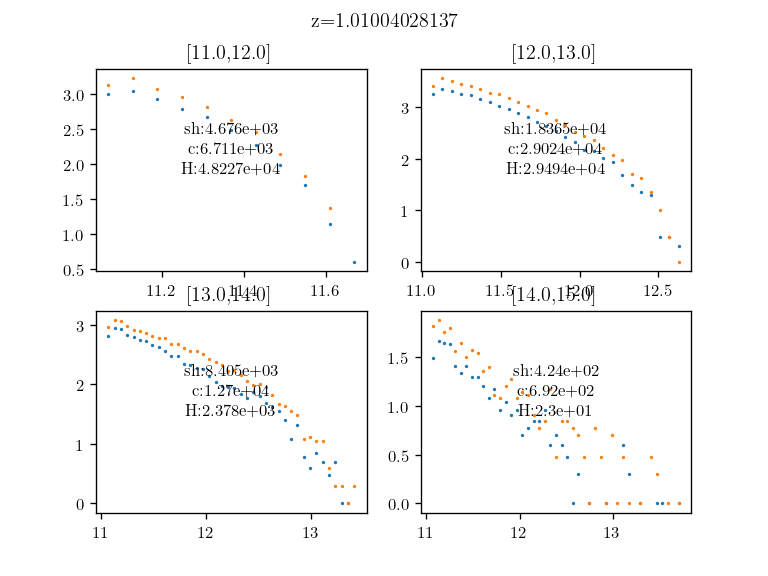 z=1.01004028137
[11.0,12.0]
[12.0,13.0]
3.0
2.5
2.0
1.5
1.0
0.5
sh:4.676e+03
c:6.711e+03
H:4.8227e+04
11.2
11.4
11.6
3
2
1
0
sh:1.8365e+04
c:2.9024e+04
H:2.9494e+04
11.0
11.5
12.0
12.5
[13.0,14.0]
[14.0,15.0]
3
2
1
0
sh:8.405e+03
c:1.27e+04
H:2.378e+03
11
12
13
1.5
1.0
0.5
0.0
sh:4.24e+02
c:6.92e+02
H:2.3e+01
11
12
13